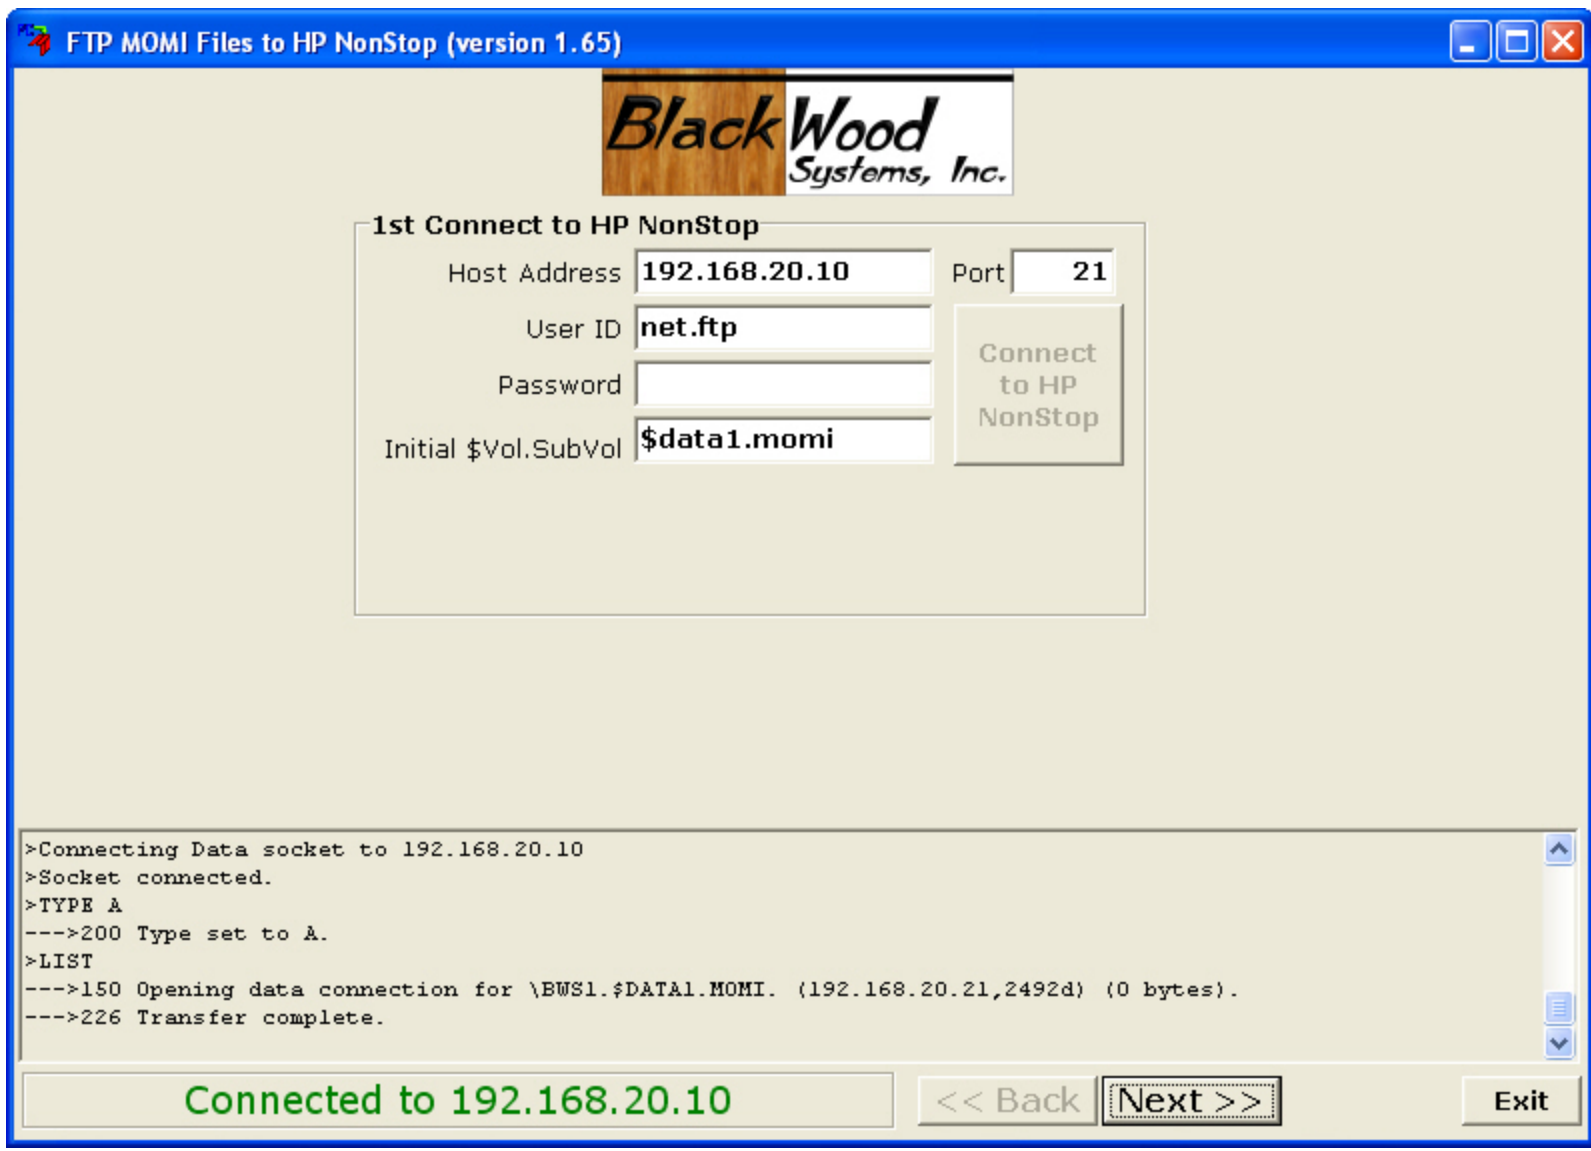 FTP MOMI Files to HP NonStop (version 1.65)
BlackWood
Systems, Inc.
1st Connect to HP NonStop
Host Address 192.168.20.10 Port 21
User ID net.ftp
Connect
to HP
NonStop
Password
Initial $Vol.SubVol $data1.momi
>Connecting Data socket to 192.168.20.10
>Socket connected.
>TYPE A
--->200 Type set to A.
>LIST
--->150 Opening data connection for \BWS1.$DATA1.MOMI. (192.168.20.21,2492d) (0 bytes).
--->226 Transfer complete.
Connected to 192.168.20.10 << Back Next >> Exit